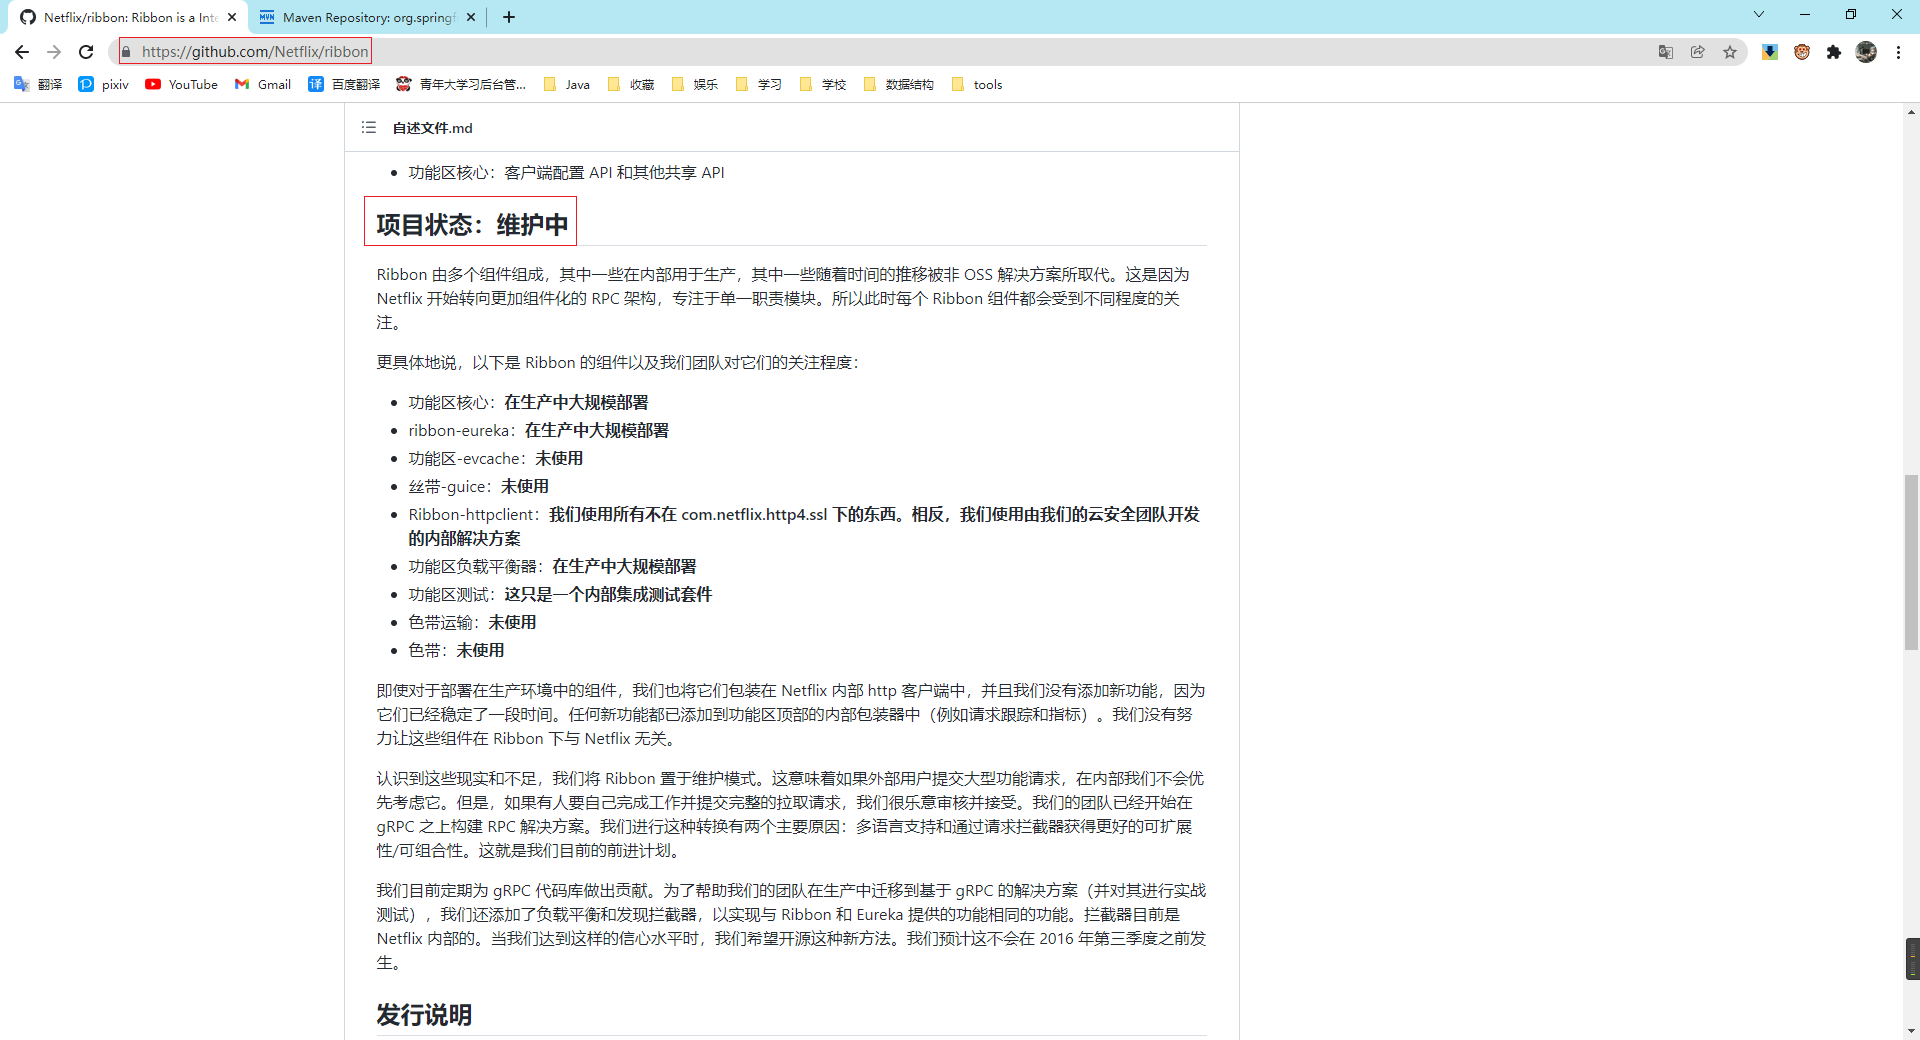 Netflix/ribbon: Ribbon is a Inte
Maven Repository: org.springf
https://github.com/Netflix/ribbon
翻译
pixiv
YouTube
Gmail
百度翻译
青年大学习后台管...
Java
收藏
娱乐
学习
学校
数据结构
tools
自述文件.md
功能区核心：客户端配置 API 和其他共享 API
项目状态：维护中
Ribbon 由多个组件组成，其中一些在内部用于生产，其中一些随着时间的推移被非 OSS 解决方案所取代。这是因为
Netflix 开始转向更加组件化的 RPC 架构，专注于单一职责模块。所以此时每个 Ribbon 组件都会受到不同程度的关
注。
更具体地说，以下是 Ribbon 的组件以及我们团队对它们的关注程度：
功能区核心：在生产中大规模部署
ribbon-eureka：在生产中大规模部署
功能区-evcache：未使用
丝带-guice：未使用
Ribbon-httpclient：我们使用所有不在 com.netflix.http4.ssl 下的东西。相反，我们使用由我们的云安全团队开发
的内部解决方案
功能区负载平衡器：在生产中大规模部署
功能区测试：这只是一个内部集成测试套件
色带运输：未使用
色带：未使用
即使对于部署在生产环境中的组件，我们也将它们包装在 Netflix 内部 http 客户端中，并且我们没有添加新功能，因为
它们已经稳定了一段时间。任何新功能都已添加到功能区顶部的内部包装器中（例如请求跟踪和指标）。我们没有努
力让这些组件在 Ribbon 下与 Netflix 无关。
认识到这些现实和不足，我们将 Ribbon 置于维护模式。这意味着如果外部用户提交大型功能请求，在内部我们不会优
先考虑它。但是，如果有人要自己完成工作并提交完整的拉取请求，我们很乐意审核并接受。我们的团队已经开始在
gRPC 之上构建 RPC 解决方案。我们进行这种转换有两个主要原因：多语言支持和通过请求拦截器获得更好的可扩展
性/可组合性。这就是我们目前的前进计划。
我们目前定期为 gRPC 代码库做出贡献。为了帮助我们的团队在生产中迁移到基于 gRPC 的解决方案（并对其进行实战
测试），我们还添加了负载平衡和发现拦截器，以实现与 Ribbon 和 Eureka 提供的功能相同的功能。拦截器目前是
Netflix 内部的。当我们达到这样的信心水平时，我们希望开源这种新方法。我们预计这不会在 2016 年第三季度之前发
生。
发行说明